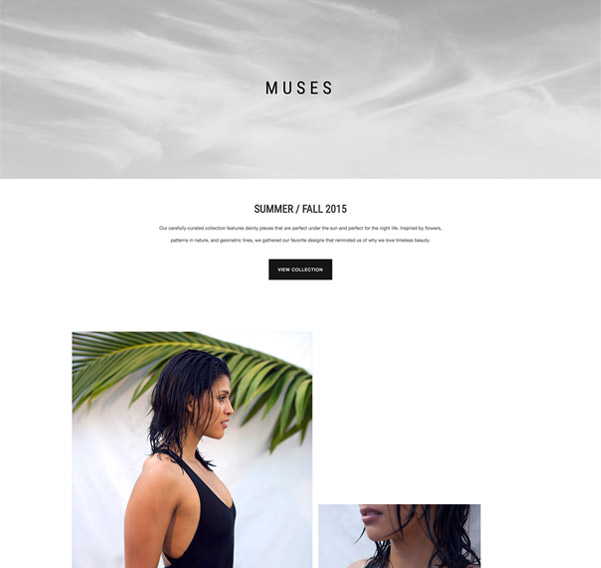 MUSES
SUMMER / FALL 2015
Our carefully curated collection features dainty pieces that are perfect under the sun and perfect for the night life. Inspired by flowers,
patterns in nature, and geometric lines, we gathered our favorite designs that reminded us of why we love timeless beauty.
VIEW COLLECTION